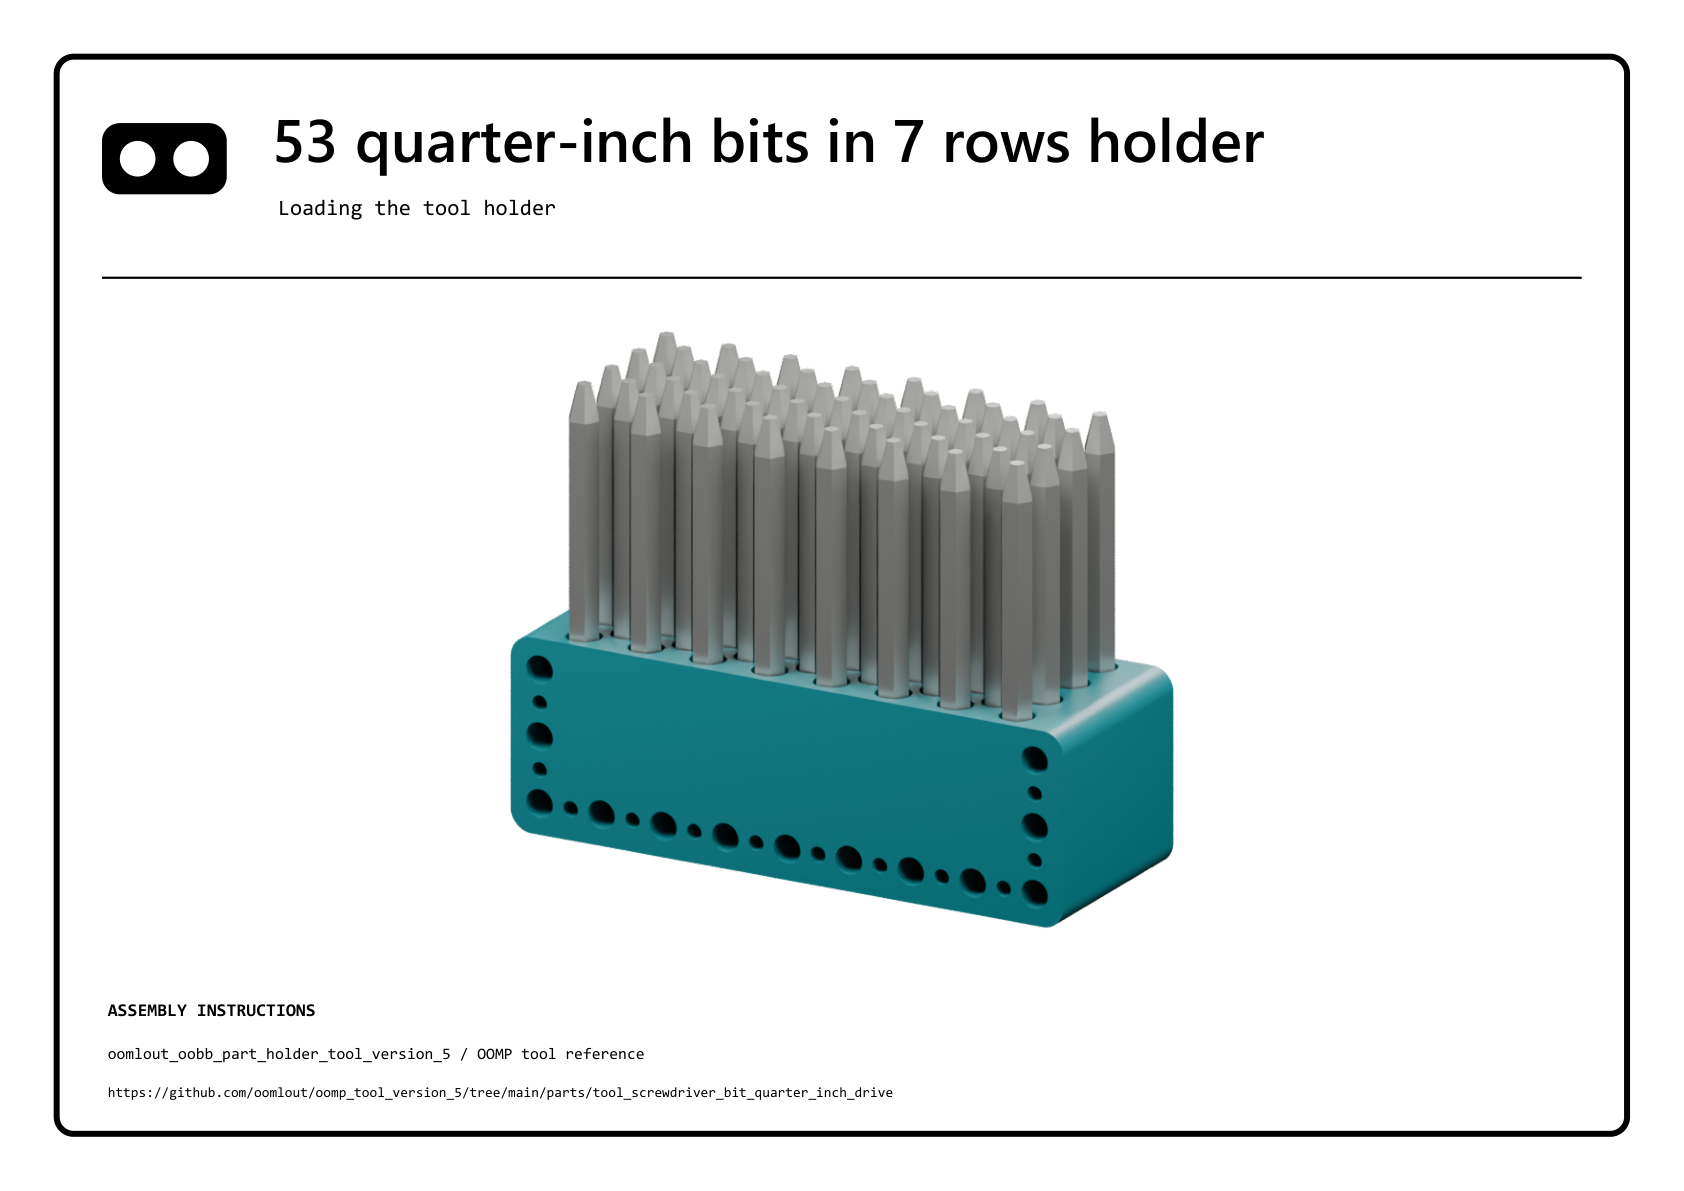 53 quarter-inch bits in 7 rows holder
Loading the tool holder
ASSEMBLY INSTRUCTIONS
oomlout_oobb_part_holder_tool_version_5 / OOMP tool reference
https://github.com/oomlout/oomp_tool_version_5/tree/main/parts/tool_screwdriver_bit_quarter_inch_drive